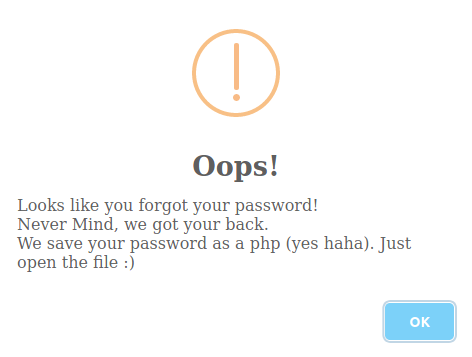 Oops!
Looks like you forgot your password!
Never Mind, we got your back.
We save your password as a php (yes haha). Just
open the file :)
OK